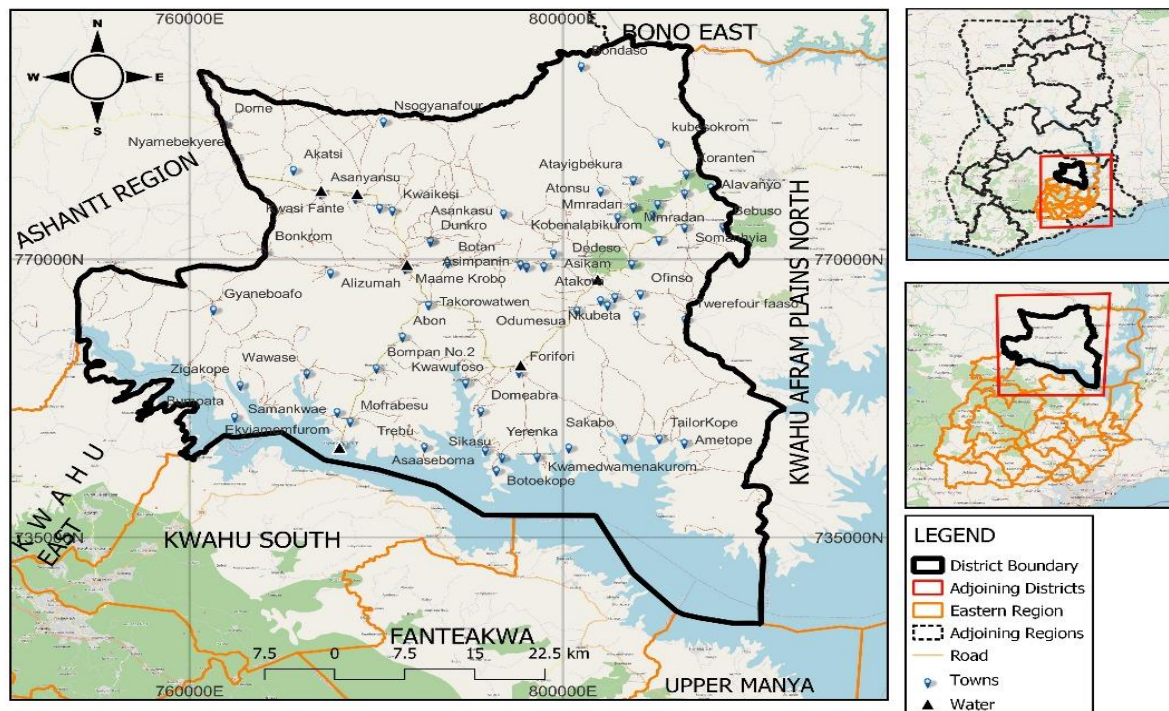 760000E
800000E
BONO EAST
N
W
E
S
Bondaso
Nsogyanafour
Dome
kubesokrom
Nyamebekyere
Akatsi
Atayigbekura
Koranten
Asanyansu
Alavanyo
ASHANTI REGION
Kwaikesi
Atonsu
Kwasi Fante
Asankasu
Mmradan
Mmradan
Bebuso
Dunkro
Kobenalabikurom
Bonkrom
Botan
Dedeso
Somanhyia
770000N
Asimpanin
Asikam
770000N
Alizumah
Maame Krobo
Atakora
Ofinso
Gyaneboafo
Takorowatwen
Twerefour faaso
Abon
Odumesua
Nkubeta
KWAHU AFRAM PLAINS NORTH
Wawase
Bompan No.2
Forifori
Zigakope
Kwawufoso
Bumpata
Samankwae
Mofrabesu
Domeabra
Ekyiamemfurom
Trebu
Sikasu
Yerenka
Sakabo
TailorKope
Ametope
Asaaseboma
Kwamedwamenakurom
Botoekope
KWAHU
EAST
735000N
KWAHU SOUTH
735000N
FANTEAKWA
7.5 0 7.5 15 22.5 km
760000E
800000E
UPPER MANYA
LEGEND
District Boundary
Adjoining Districts
Eastern Region
Adjoining Regions
Road
Towns
Water